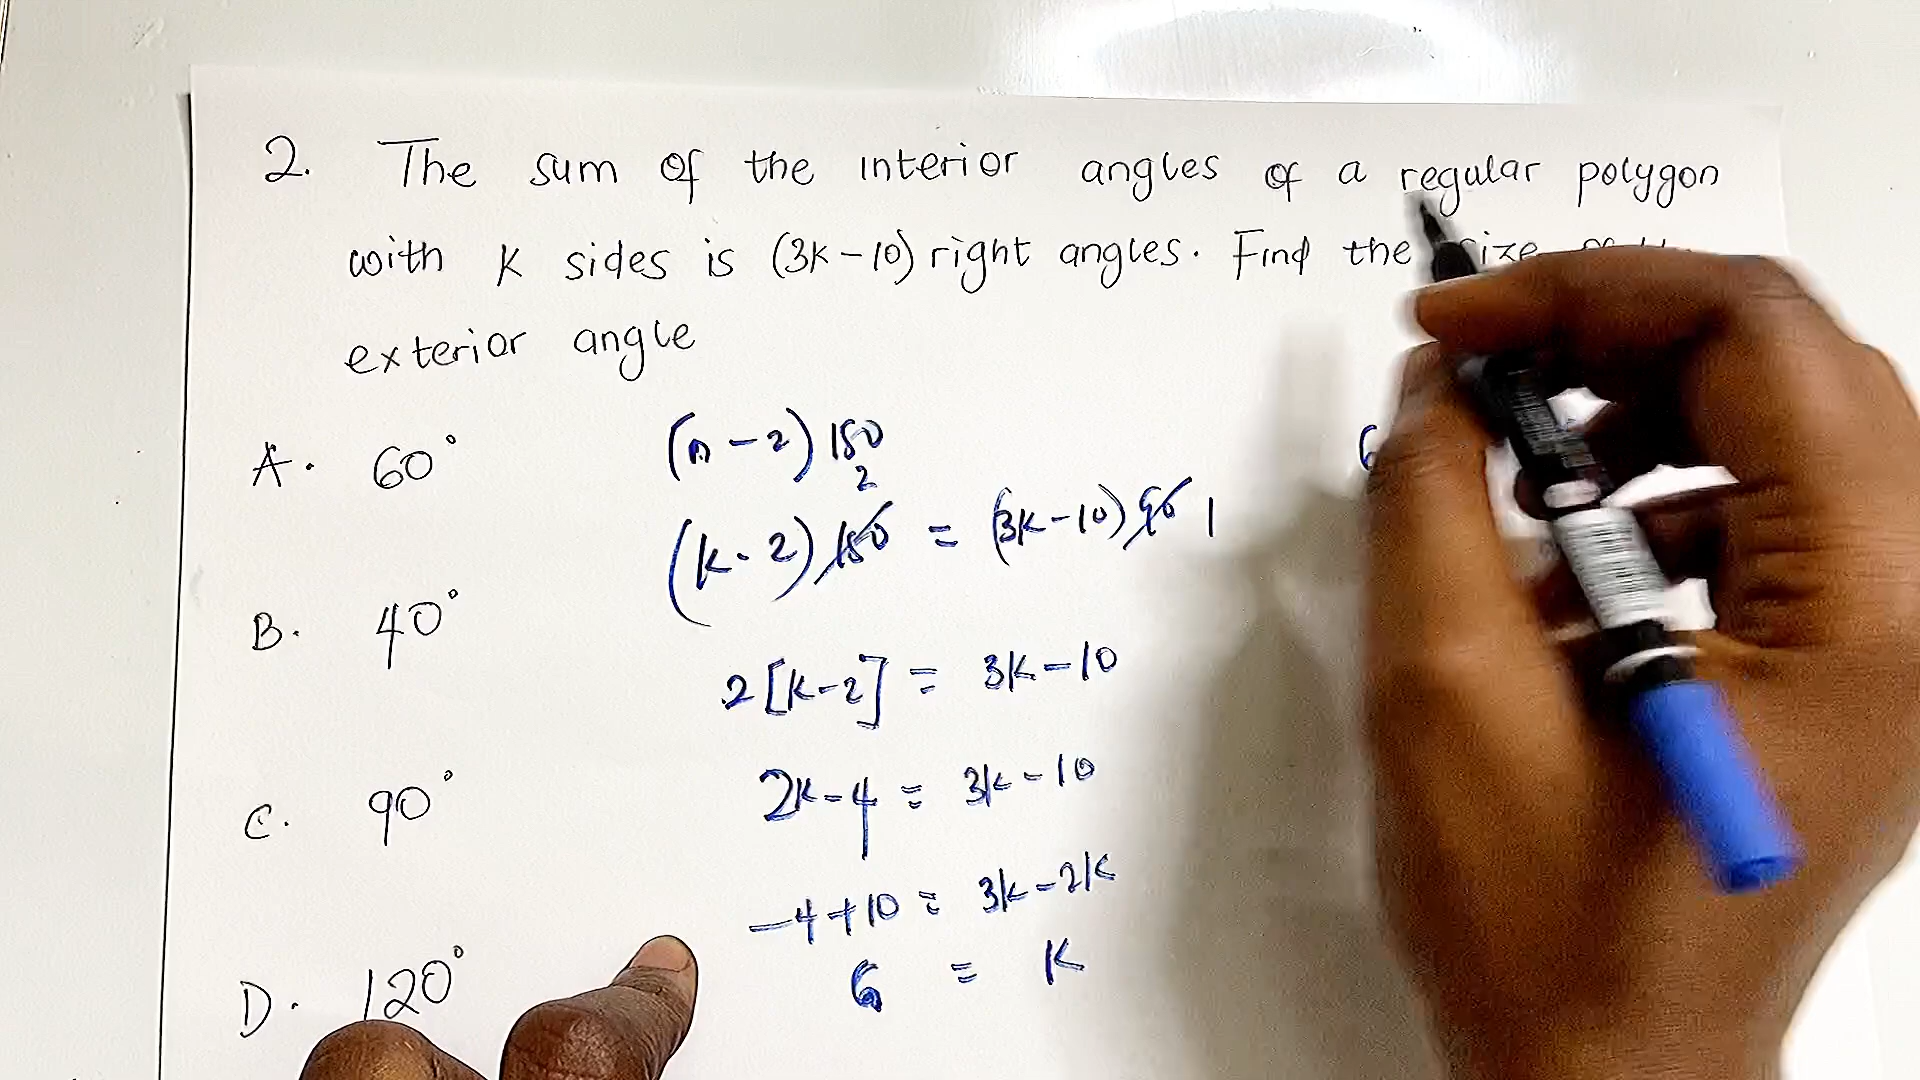 2. The sum of the interior angles of a regular polygon
with K sides is (3K-10) right angles. Find the size
exterior angle
A. 60°
(n-2)180
2
(k-2)180 = (3k-10)90 1
B. 40°
2[k-2] = 3k-10
C. 90°
2k-4 = 3k-10
-4+10 = 3k-2k
6 = K
D. 120°
6